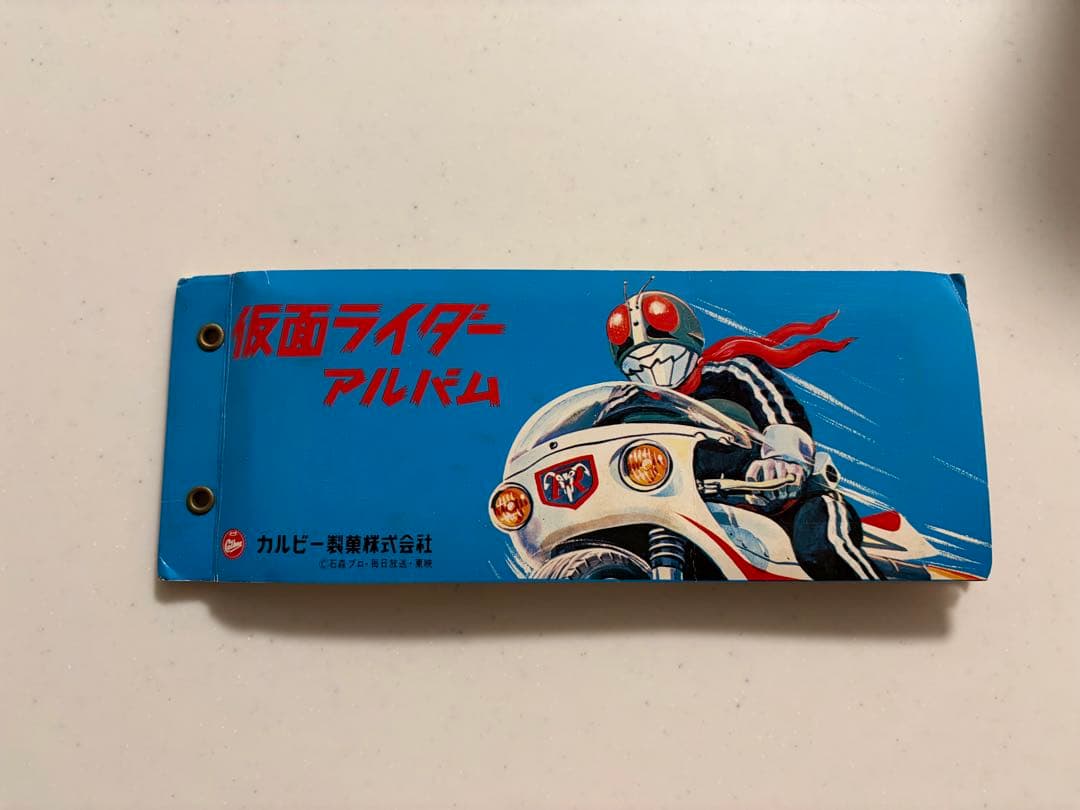 仮面ライダー
アルバム
Calbee
カルビー製菓株式会社
©石森プロ・毎日放送・東映